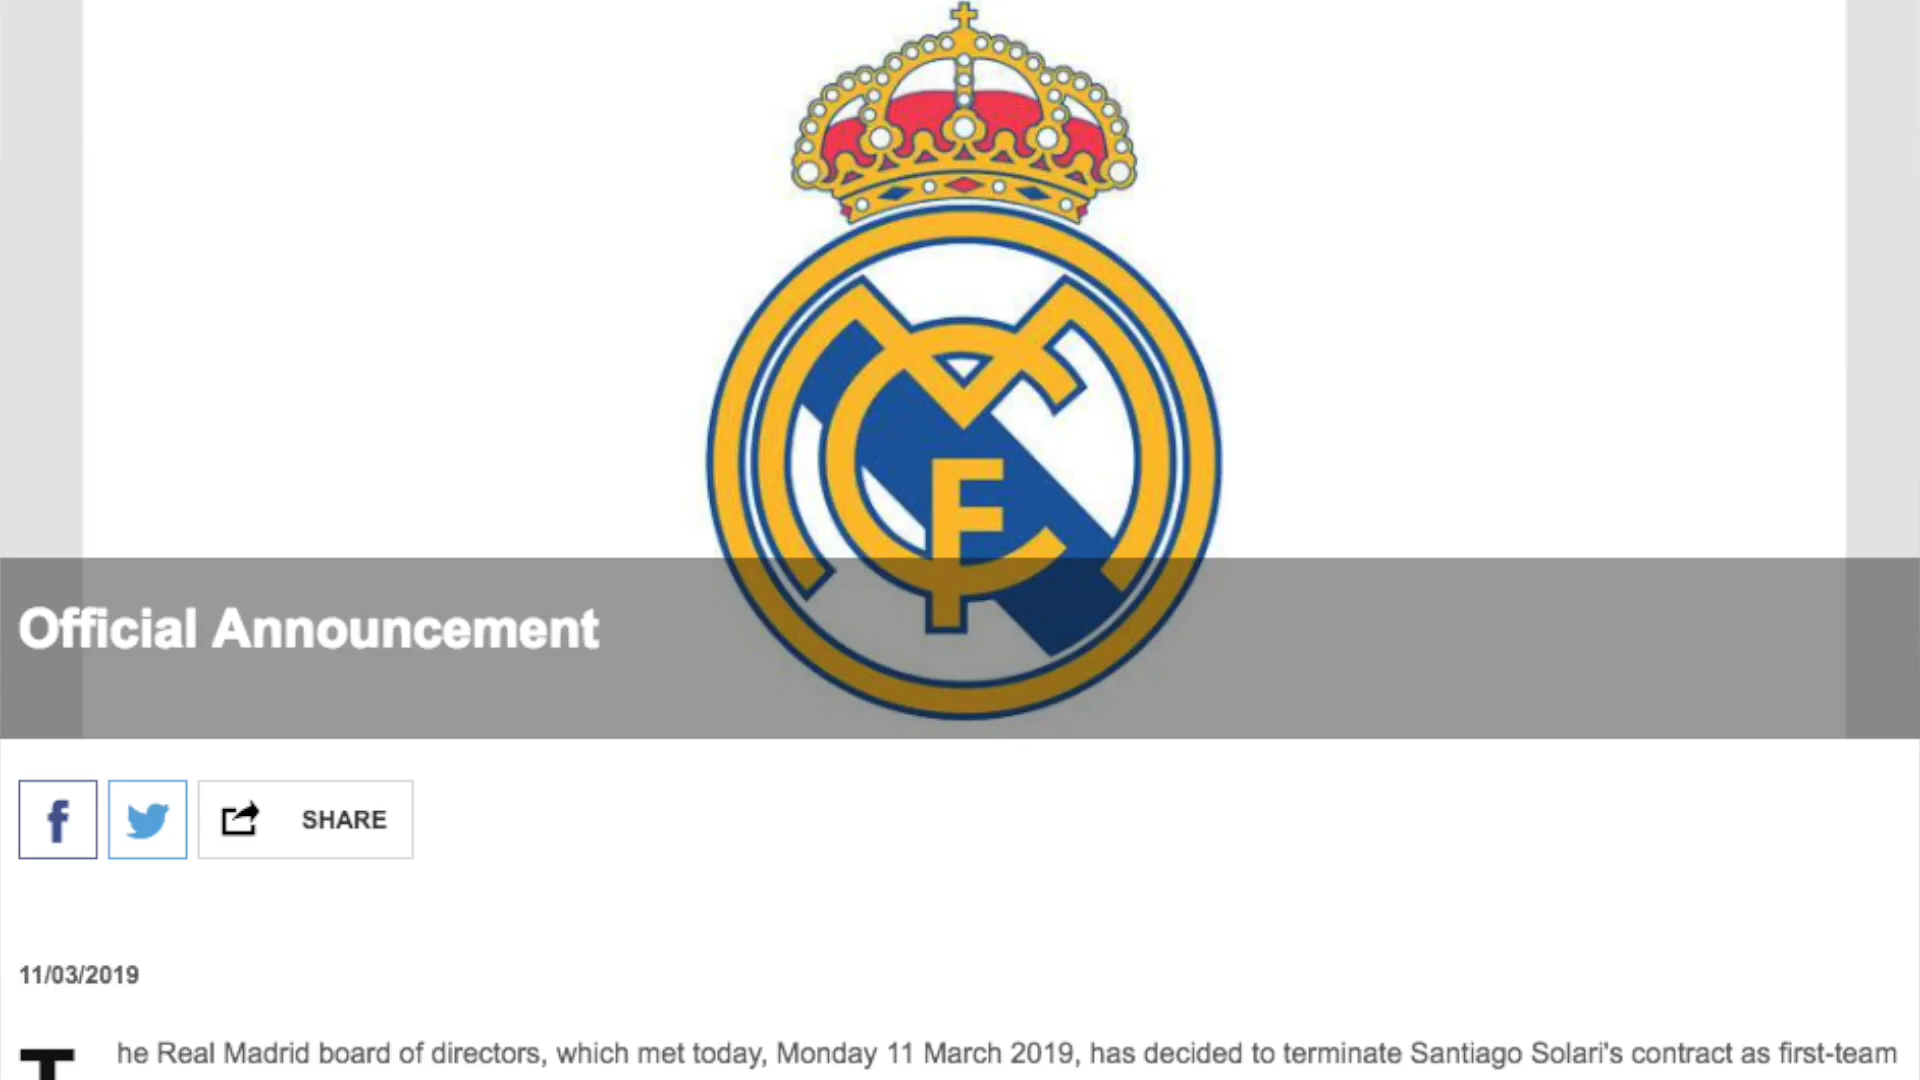 Official Announcement
SHARE
11/03/2019
The Real Madrid board of directors, which met today, Monday 11 March 2019, has decided to terminate Santiago Solari's contract as first-team